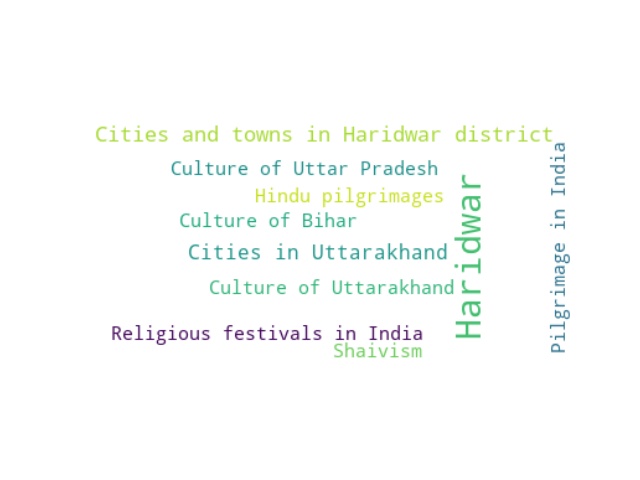 Cities and towns in Haridwar district
Culture of Uttar Pradesh
Hindu pilgrimages
Culture of Bihar
Cities in Uttarakhand
Culture of Uttarakhand
Religious festivals in India
Shaivism
Haridwar
Pilgrimage in India